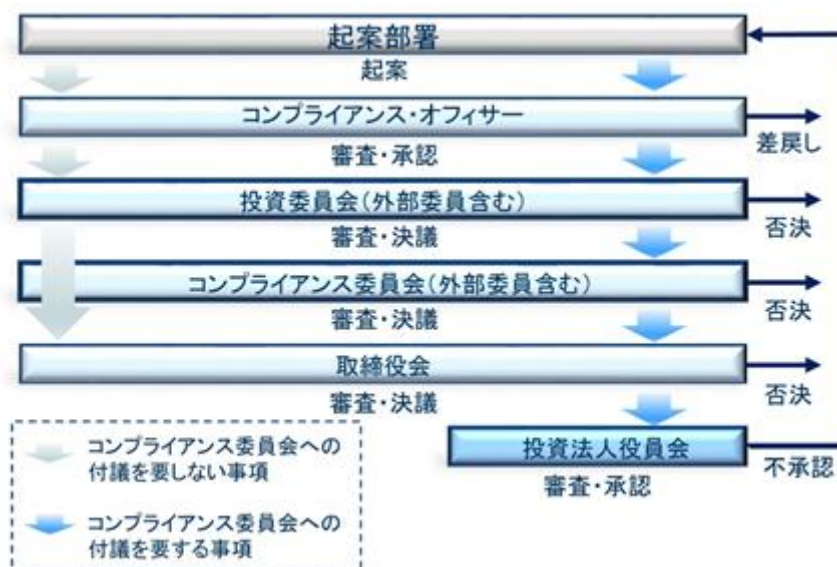 起案部署
起案
コンプライアンス・オフィサー
審査・承認
差戻し
投資委員会(外部委員含む)
審査・決議
否決
コンプライアンス委員会(外部委員含む)
審査・決議
否決
取締役会
審査・決議
否決
投資法人役員会
審査・承認
不承認
コンプライアンス委員会への
付議を要しない事項
コンプライアンス委員会への
付議を要する事項